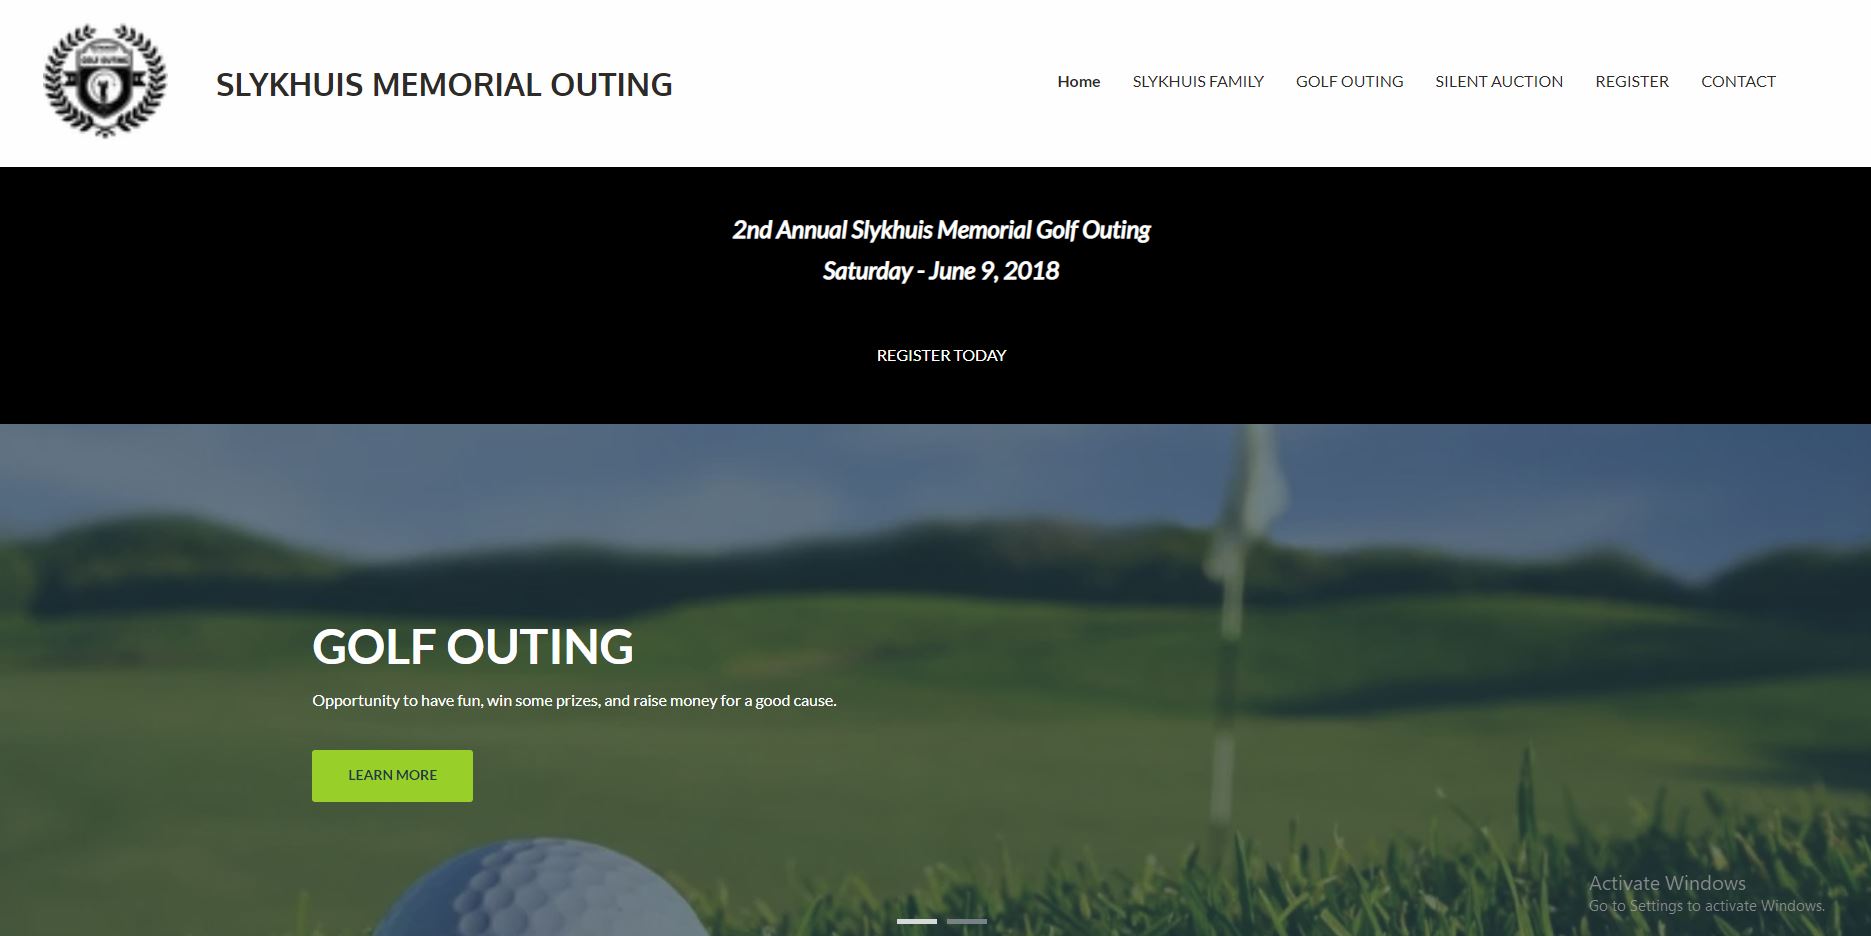 GOLF OUTING
SLYKHUIS MEMORIAL OUTING
Home
SLYKHUIS FAMILY
GOLF OUTING
SILENT AUCTION
REGISTER
CONTACT
2nd Annual Slykhuis Memorial Golf Outing
Saturday - June 9, 2018
REGISTER TODAY
GOLF OUTING
Opportunity to have fun, win some prizes, and raise money for a good cause.
LEARN MORE
Activate Windows
Go to Settings to activate Windows.